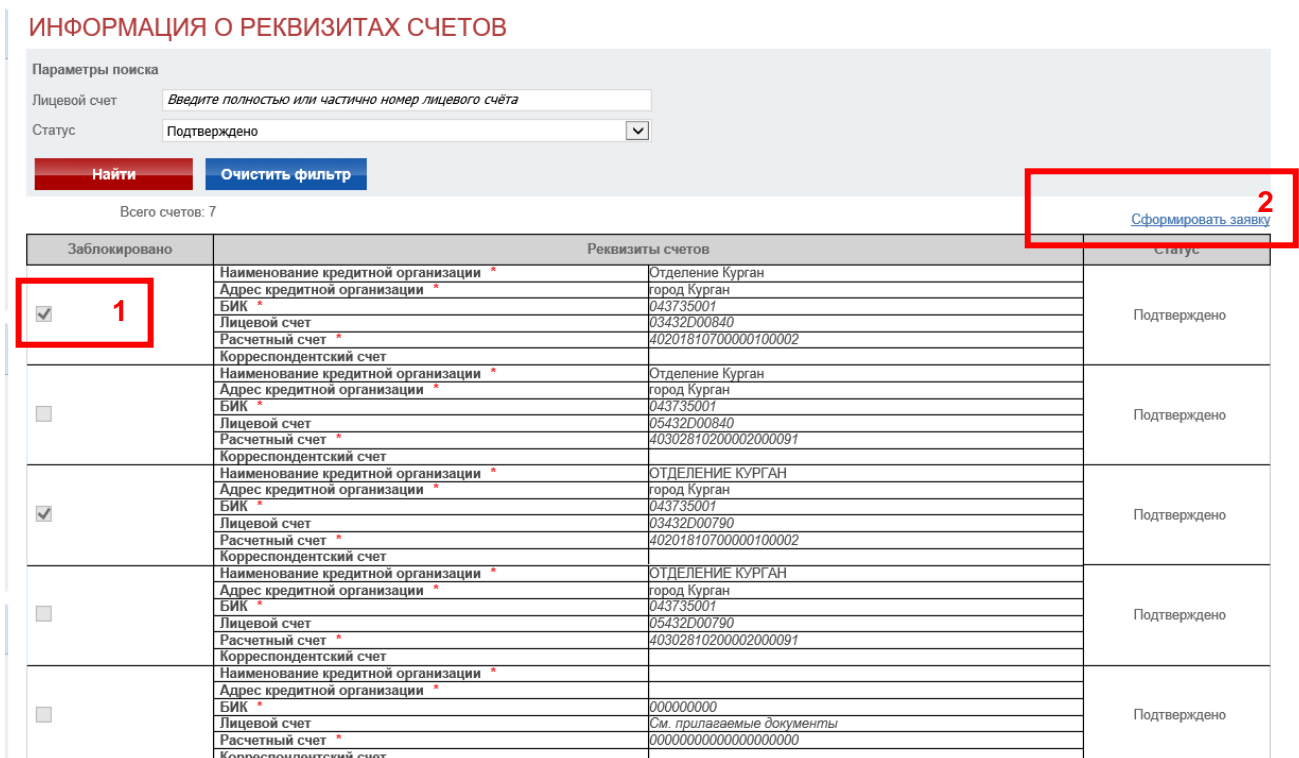 ИНФОРМАЦИЯ О РЕКВИЗИТАХ СЧЕТОВ
Параметры поиска
Лицевой счет Введите полностью или частично номер лицевого счёта
Статус Подтверждено
Найти Очистить фильтр
2
Всего счетов: 7 Сформировать заявку
Заблокировано Реквизиты счетов Статус
Наименование кредитной организации * Отделение Курган
Адрес кредитной организации * город Курган
БИК * 043735001
1 Подтверждено
Лицевой счет 03432D00840
Расчетный счет * 40201810700000100002
Корреспондентский счет
Наименование кредитной организации * Отделение Курган
Адрес кредитной организации * город Курган
БИК * 043735001
Подтверждено
Лицевой счет 05432D00840
Расчетный счет * 40302810200002000091
Корреспондентский счет
Наименование кредитной организации * ОТДЕЛЕНИЕ КУРГАН
Адрес кредитной организации * город Курган
БИК * 043735001
Подтверждено
Лицевой счет 03432D00790
Расчетный счет * 40201810700000100002
Корреспондентский счет
Наименование кредитной организации * ОТДЕЛЕНИЕ КУРГАН
Адрес кредитной организации * город Курган
БИК * 043735001
Подтверждено
Лицевой счет 05432D00790
Расчетный счет * 40302810200002000091
Корреспондентский счет
Наименование кредитной организации *
Адрес кредитной организации *
БИК * 000000000
Подтверждено
Лицевой счет См. прилагаемые документы
Расчетный счет * 00000000000000000000
Корреспондентский счет